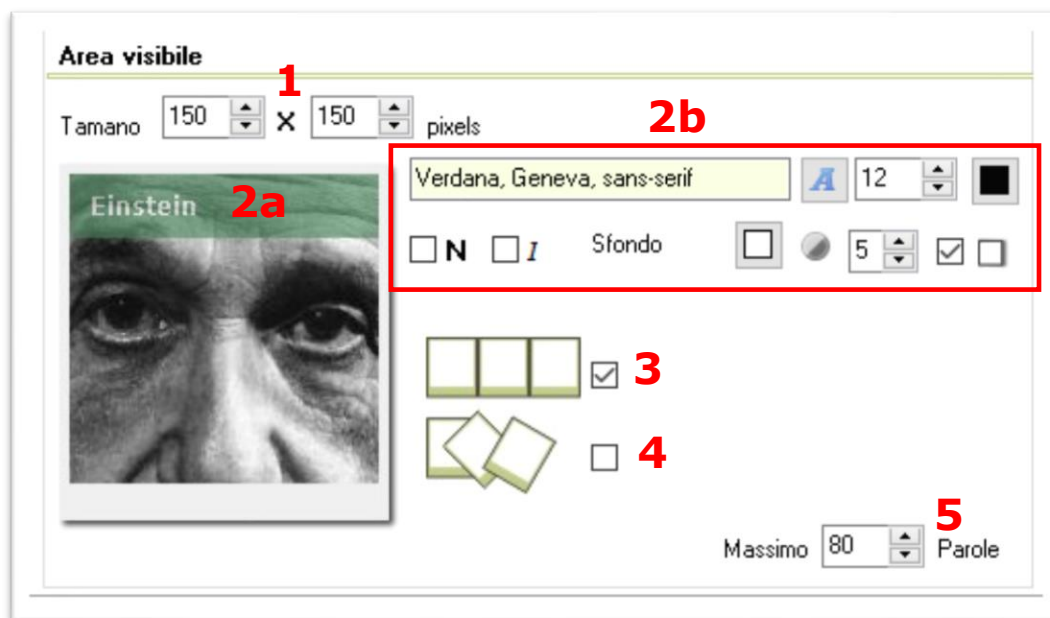 Area visibile
1
Tamano 150 X 150 pixels
2b
Verdana, Geneva, sans-serif A 12
Einstein 2a
N I Sfondo 5
3
4
5
Massimo 80 Parole